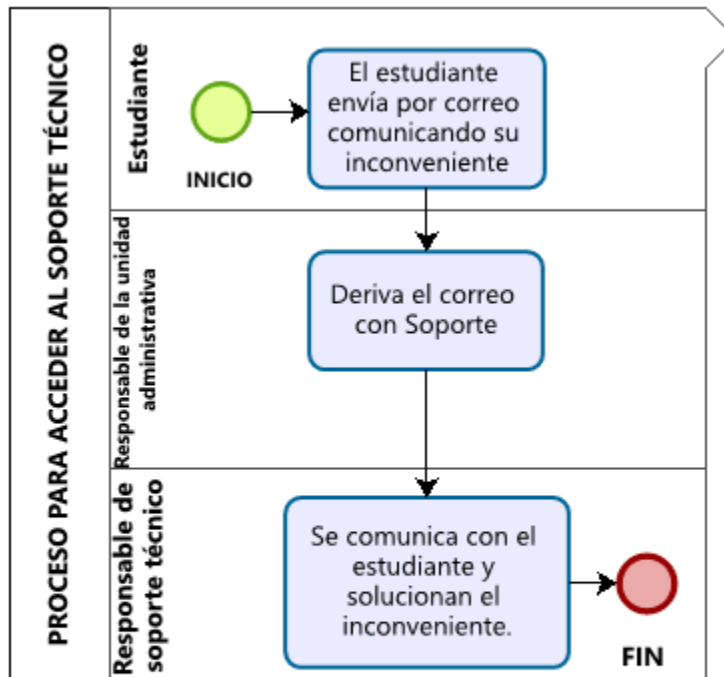 PROCESO PARA ACCEDER AL SOPORTE TÉCNICO
Estudiante
INICIO
El estudiante
envía por correo
comunicando su
inconveniente
Responsable de la unidad
administrativa
Deriva el correo
con Soporte
Responsable de
soporte técnico
Se comunica con el
estudiante y
solucionan el
inconveniente.
FIN